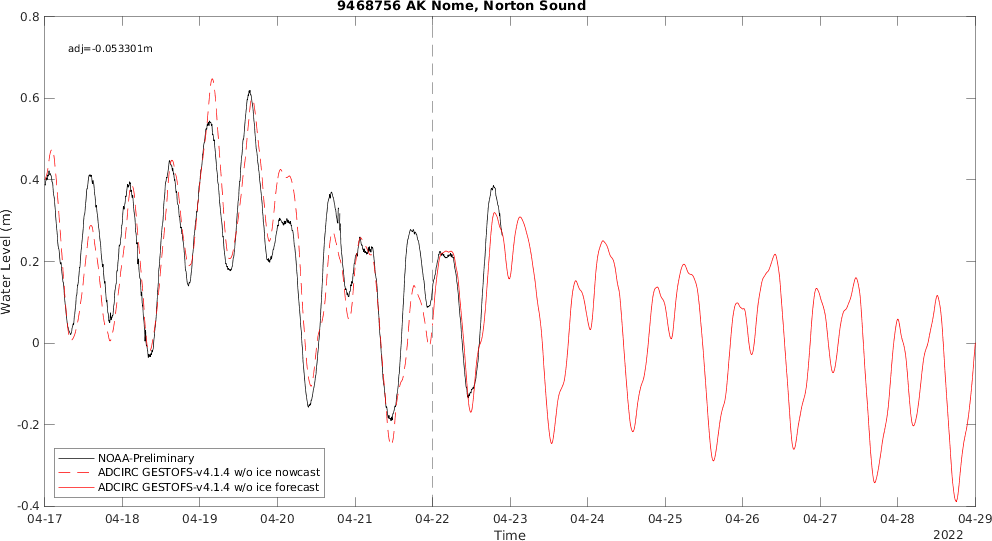 9468756 AK Nome, Norton Sound
adj=-0.053301m
0.8
0.6
0.4
0.2
0
-0.2
-0.4
Water Level (m)
NOAA-Preliminary
ADCIRC GESTOFS-v4.1.4 w/o ice nowcast
ADCIRC GESTOFS-v4.1.4 w/o ice forecast
04-17 04-18 04-19 04-20 04-21 04-22 04-23 04-24 04-25 04-26 04-27 04-28 04-29
Time
2022